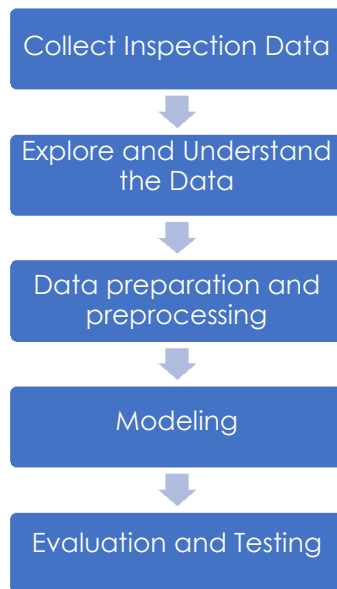 Collect Inspection Data
Explore and Understand
the Data
Data preparation and
preprocessing
Modeling
Evaluation and Testing